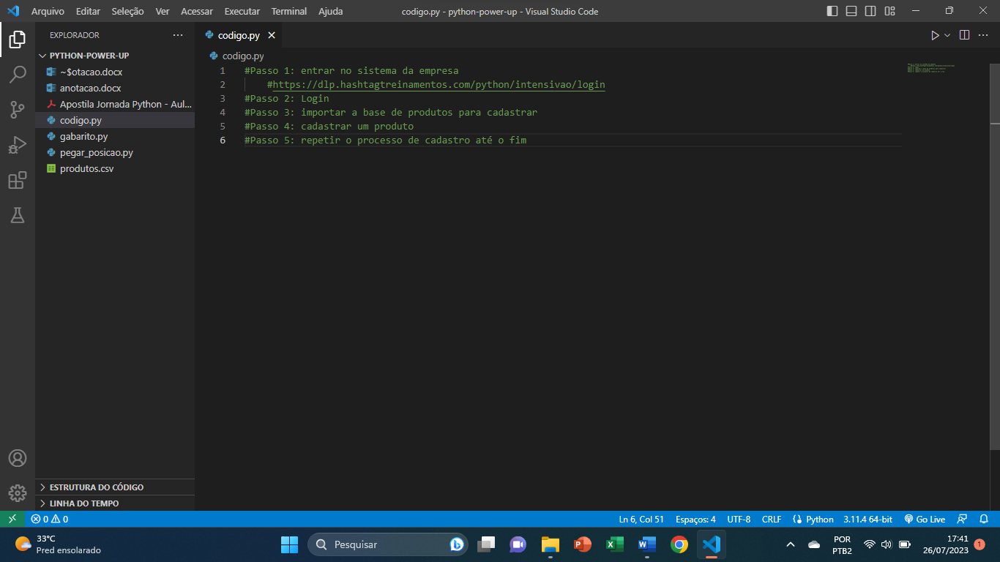 Arquivo Editar Seleção Ver Acessar Executar Terminal Ajuda
codigo.py - python-power-up - Visual Studio Code
EXPLORADOR
PYTHON-POWER-UP
~$otacao.docx
anotacao.docx
Apostila Jornada Python - Aul...
codigo.py
gabarito.py
pegar_posicao.py
produtos.csv
ESTRUTURA DO CÓDIGO
LINHA DO TEMPO
codigo.py
codigo.py
1 #Passo 1: entrar no sistema da empresa
2 #https://dlp.hashtagtreinamentos.com/python/intensivao/login
3 #Passo 2: Login
4 #Passo 3: importar a base de produtos para cadastrar
5 #Passo 4: cadastrar um produto
6 #Passo 5: repetir o processo de cadastro até o fim
0 0 Ln 6, Col 51 Espaços: 4 UTF-8 CRLF Python 3.11.4 64-bit Go Live
33°C
Pred ensolarado
Pesquisar
POR
PTB2
17:41
26/07/2023
1